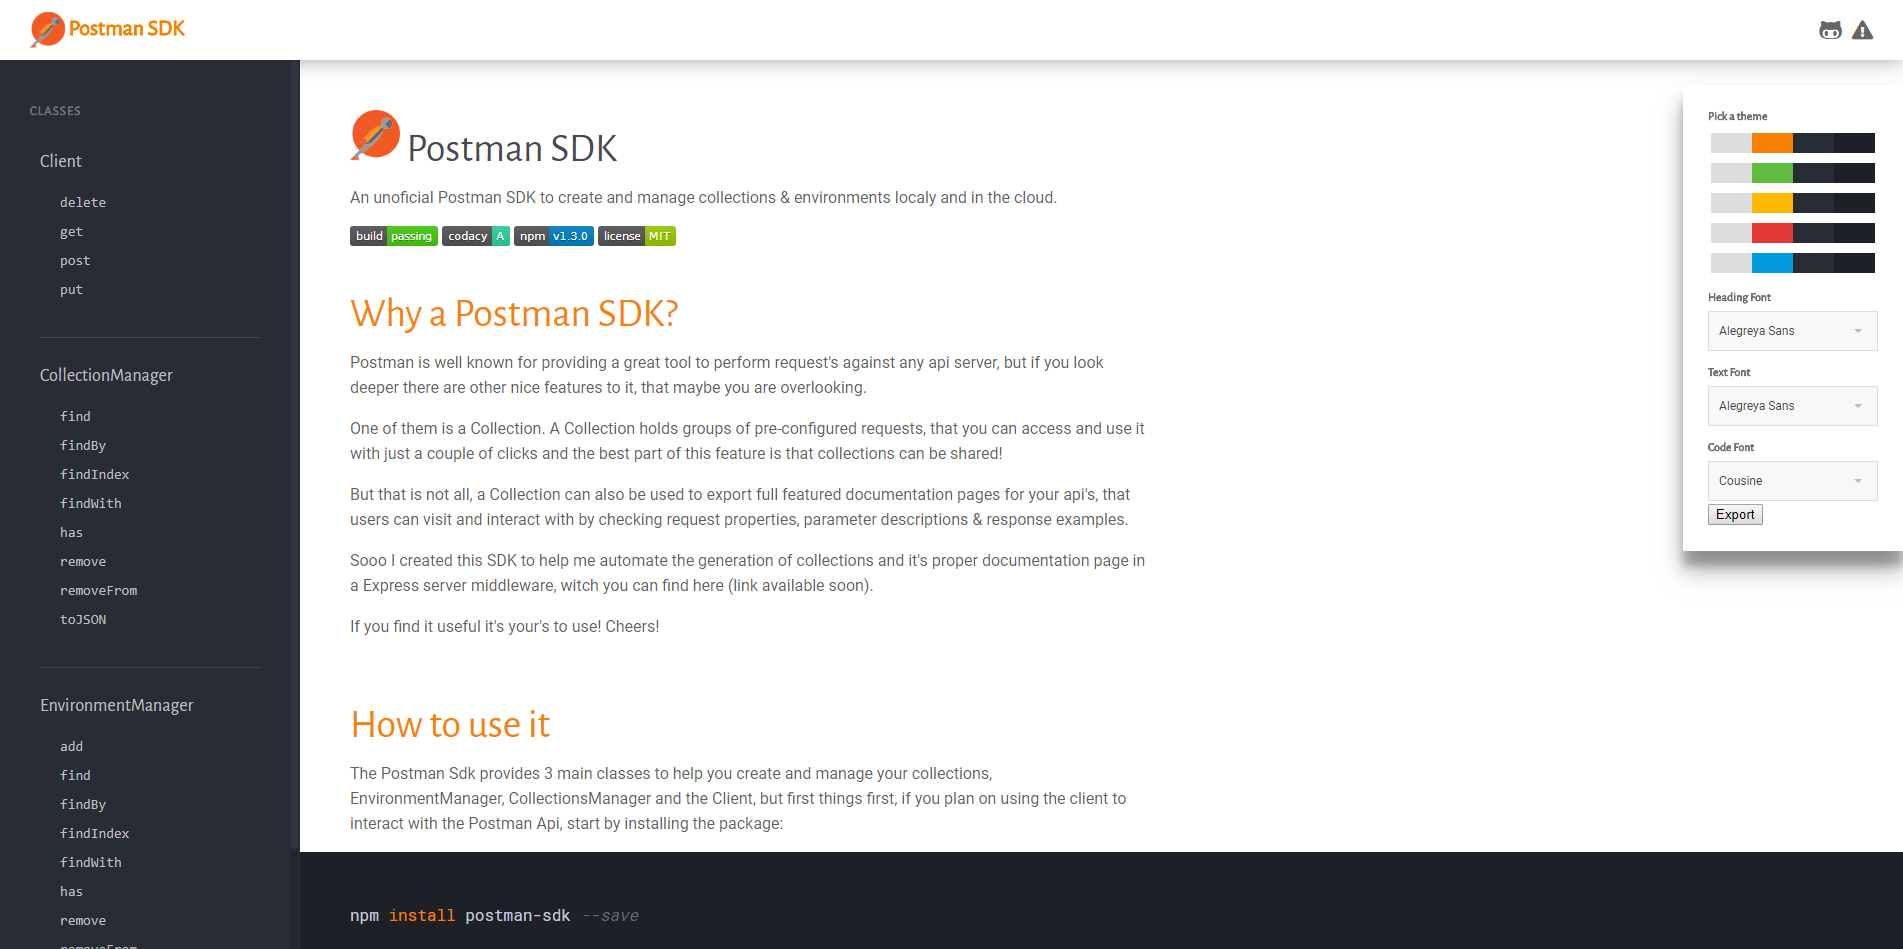 Postman SDK
CLASSES
Client
delete
get
post
put
CollectionManager
find
findBy
findIndex
findWith
has
remove
removeFrom
toJSON
EnvironmentManager
add
find
findBy
findIndex
findWith
has
remove
removeFrom
Postman SDK
An unoficial Postman SDK to create and manage collections & environments localy and in the cloud.
build passing codacy A npm v1.3.0 license MIT
Why a Postman SDK?
Postman is well known for providing a great tool to perform request's against any api server, but if you look
deeper there are other nice features to it, that maybe you are overlooking.
One of them is a Collection. A Collection holds groups of pre-configured requests, that you can access and use it
with just a couple of clicks and the best part of this feature is that collections can be shared!
But that is not all, a Collection can also be used to export full featured documentation pages for your api's, that
users can visit and interact with by checking request properties, parameter descriptions & response examples.
Sooo I created this SDK to help me automate the generation of collections and it's proper documentation page in
a Express server middleware, witch you can find here (link available soon).
If you find it useful it's your's to use! Cheers!
How to use it
The Postman Sdk provides 3 main classes to help you create and manage your collections,
EnvironmentManager, CollectionsManager and the Client, but first things first, if you plan on using the client to
interact with the Postman Api, start by installing the package:
npm install postman-sdk --save
Pick a theme
Heading Font
Alegreya Sans
Text Font
Alegreya Sans
Code Font
Cousine
Export